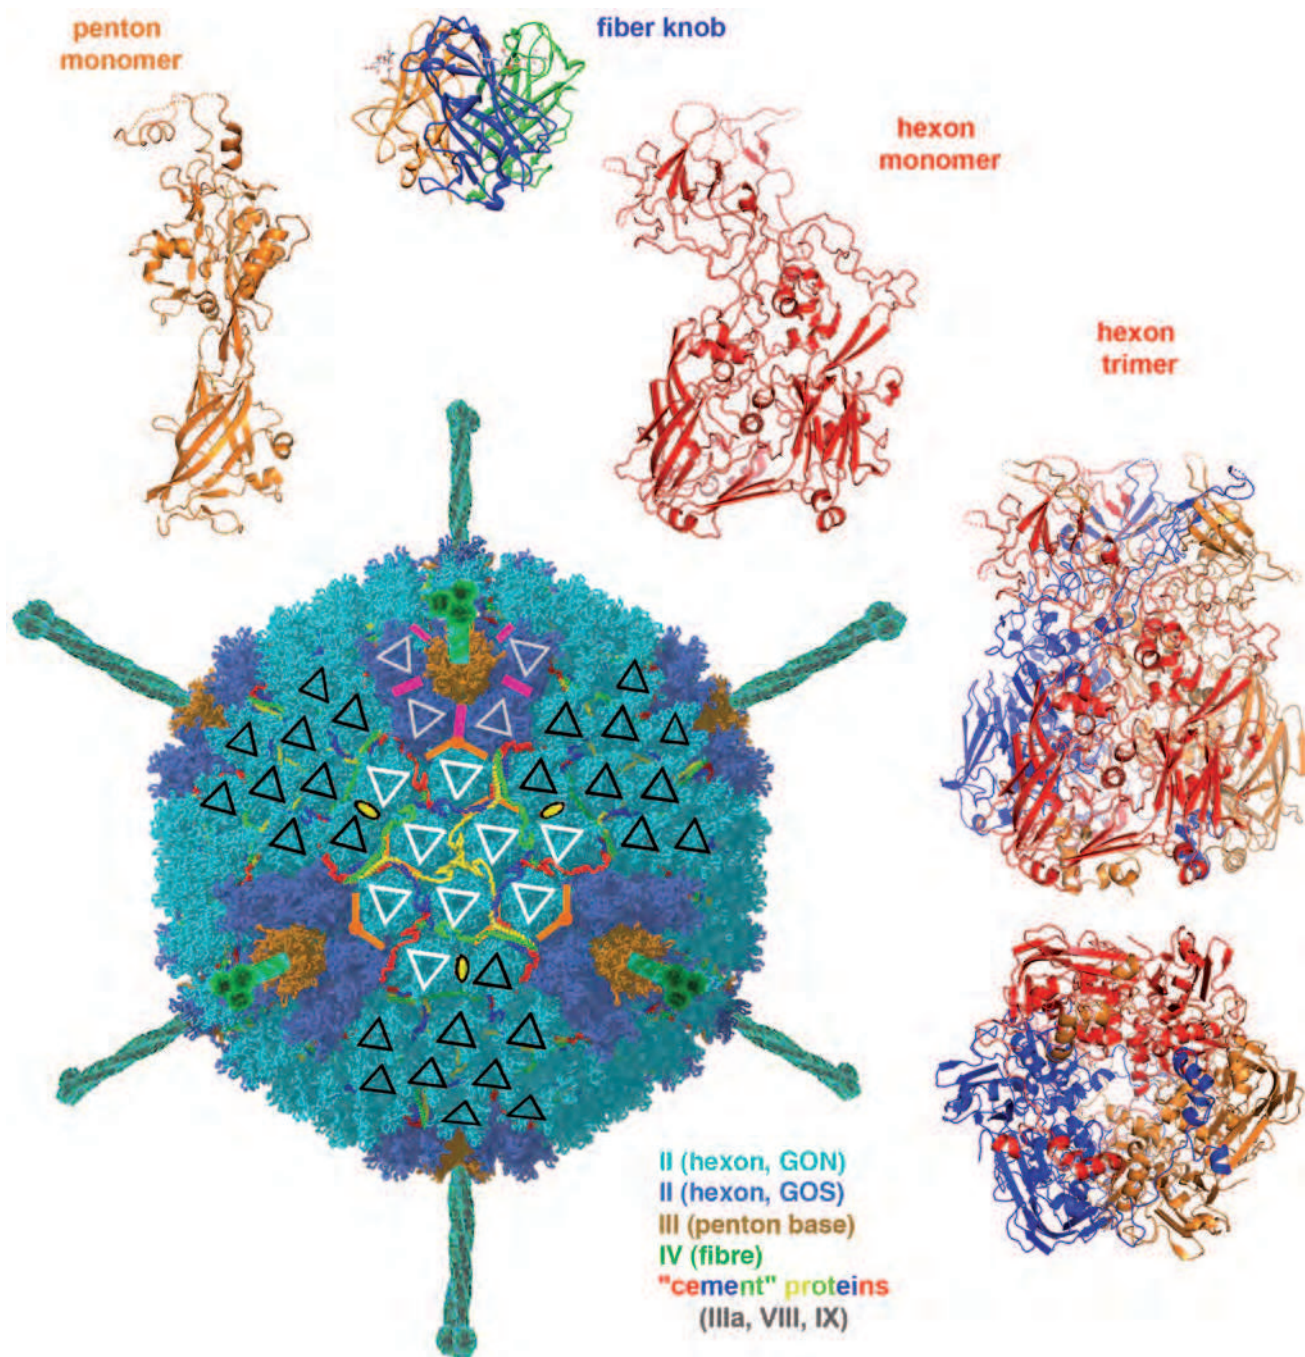 penton
monomer
fiber knob
hexon
monomer
hexon
trimer
II (hexon, GON)
II (hexon, GOS)
III (penton base)
IV (fibre)
"cement" proteins
(IIIa, VIII, IX)